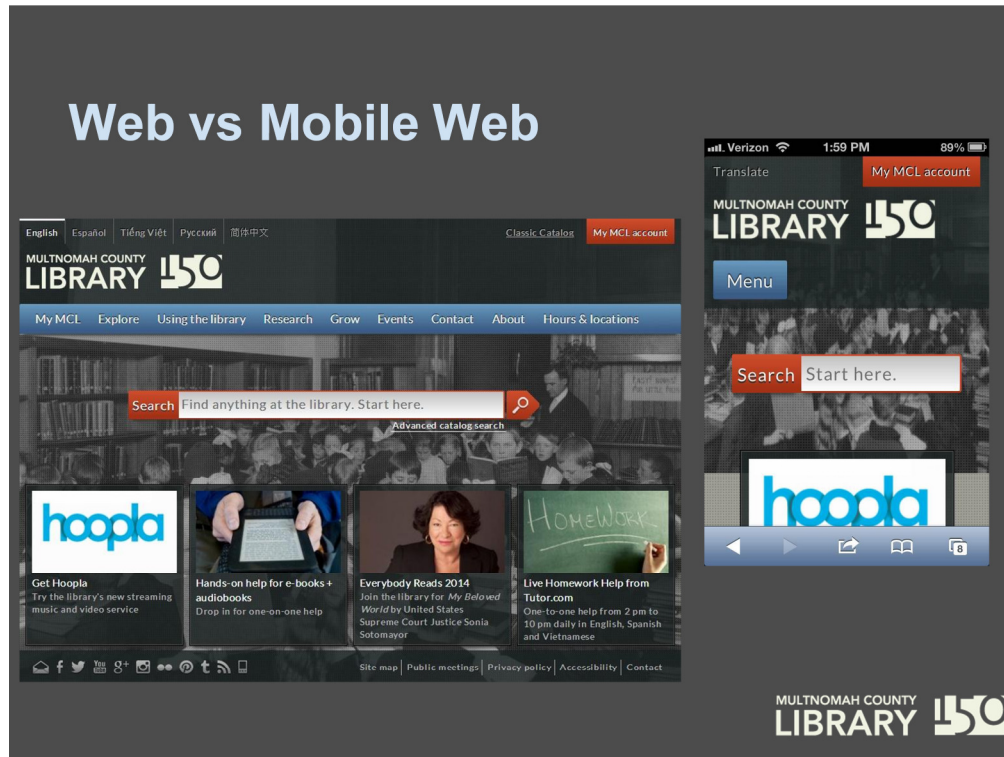 Web vs Mobile Web
English Español Tiếng Việt Русский 简体中文 Classic Catalog My MCL account
MULTNOMAH COUNTY
LIBRARY 150
My MCL Explore Using the library Research Grow Events Contact About Hours & locations
Search Find anything at the library. Start here.
Advanced catalog search
hoopla
Get Hoopla
Try the library's new streaming
music and video service
Hands-on help for e-books +
audiobooks
Drop in for one-on-one help
Everybody Reads 2014
Join the library for My Beloved
World by United States
Supreme Court Justice Sonia
Sotomayor
HOMEWORK
Live Homework Help from
Tutor.com
One-to-one help from 2 pm to
10 pm daily in English, Spanish
and Vietnamese
f You Tube g+ p t
Site map Public meetings Privacy policy Accessibility Contact
Verizon 1:59 PM 89%
Translate My MCL account
MULTNOMAH COUNTY
LIBRARY 150
Menu
Search Start here.
hoopla
8
MULTNOMAH COUNTY
LIBRARY 150